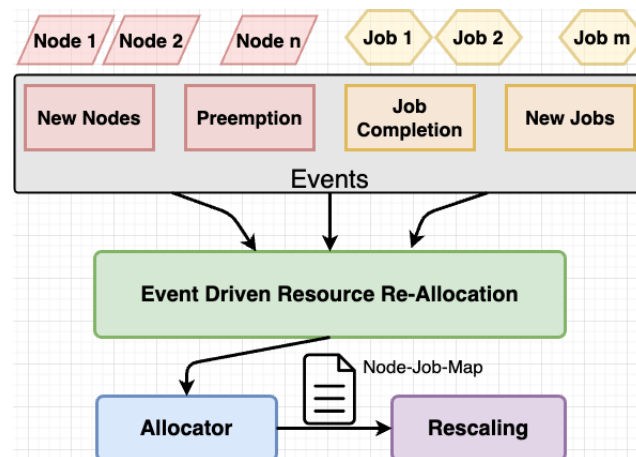 Node 1 Node 2 Node n Job 1 Job 2 Job m
New Nodes Preemption Job Completion New Jobs
Events
Event Driven Resource Re-Allocation
Node-Job-Map
Allocator Rescaling